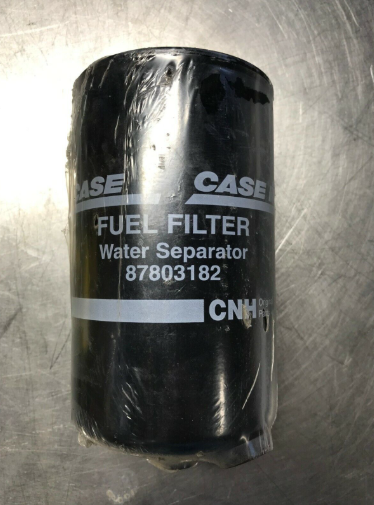 CASE CASE
FUEL FILTER
Water Separator
87803182
CNH